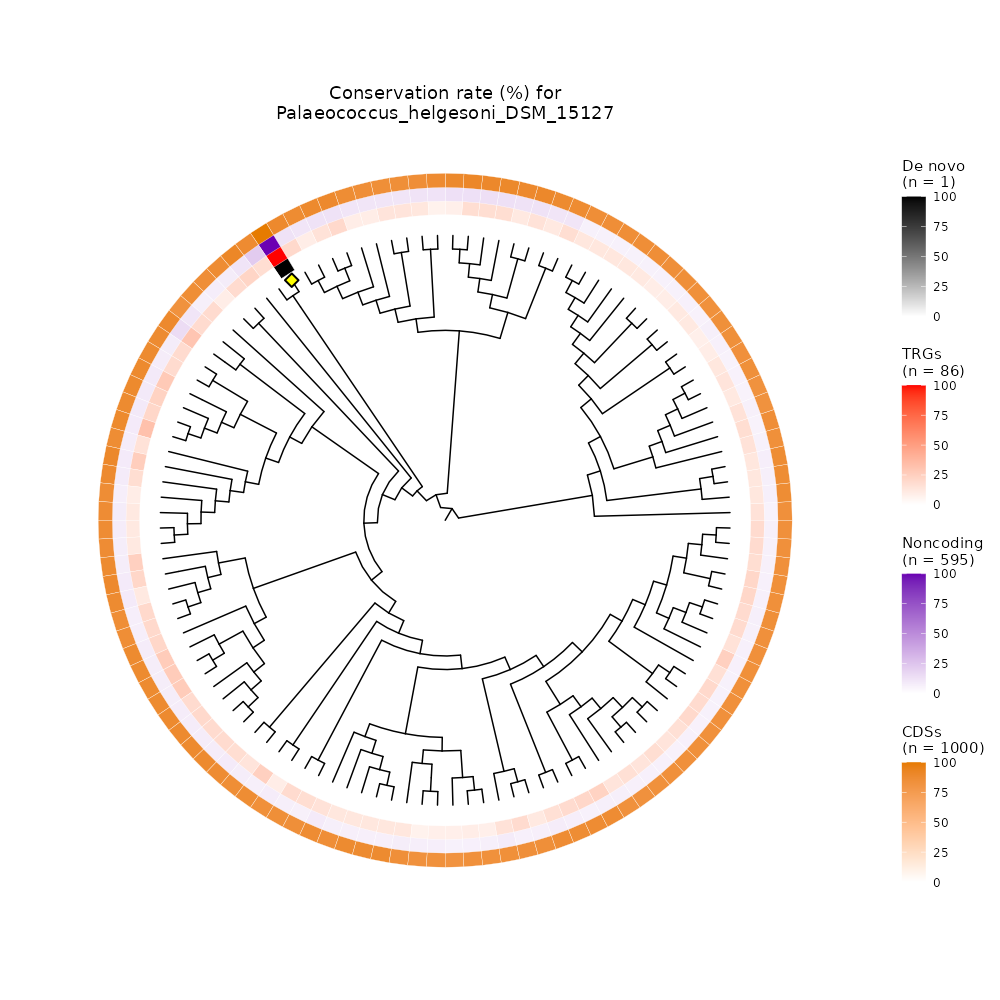 Conservation rate (%) for
Palaeococcus_helgesoni_DSM_15127
De novo
(n = 1)
100
75
50
25
0
TRGs
(n = 86)
100
75
50
25
0
Noncoding
(n = 595)
100
75
50
25
0
CDSs
(n = 1000)
100
75
50
25
0